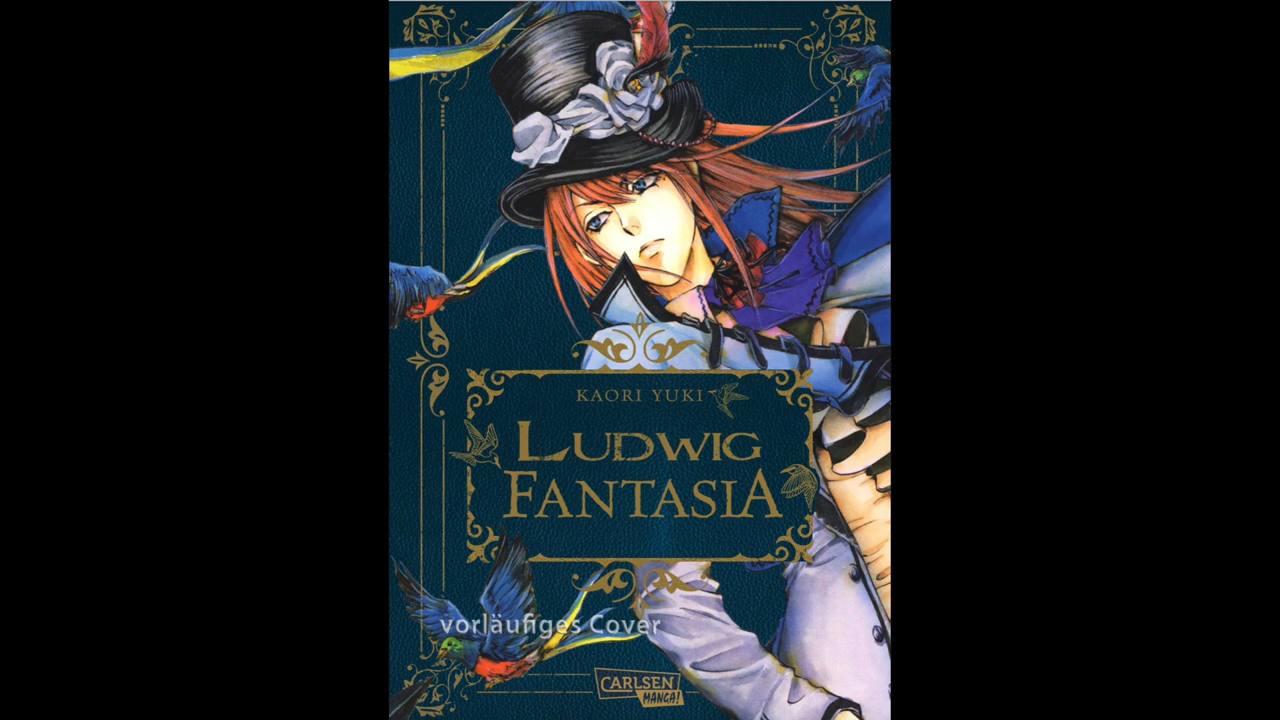 KAORI YUKI
LUDWIG
FANTASIA
vorläufiges Cover
CARLSEN
MANGA!